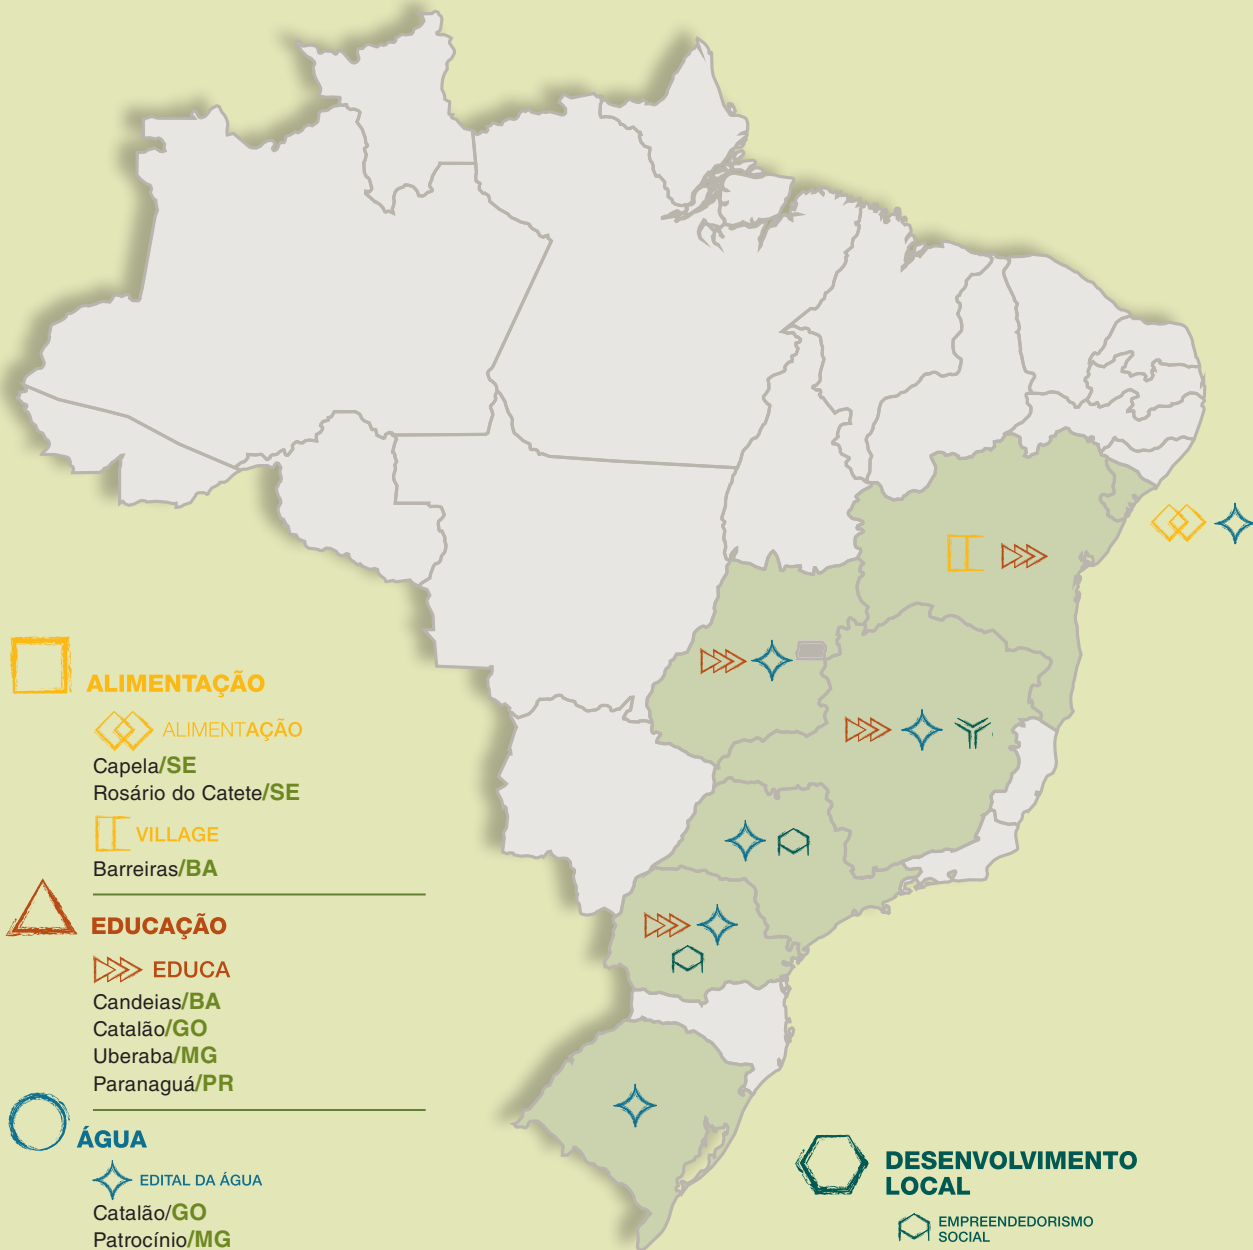 ALIMENTAÇÃO
ALIMENTAÇÃO
Capela/SE
Rosário do Catete/SE
VILLAGE
Barreiras/BA
EDUCAÇÃO
EDUCA
Candeias/BA
Catalão/GO
Uberaba/MG
Paranaguá/PR
ÁGUA
EDITAL DA ÁGUA
Catalão/GO
Patrocínio/MG
DESENVOLVIMENTO
LOCAL
EMPREENDEDORISMO
SOCIAL